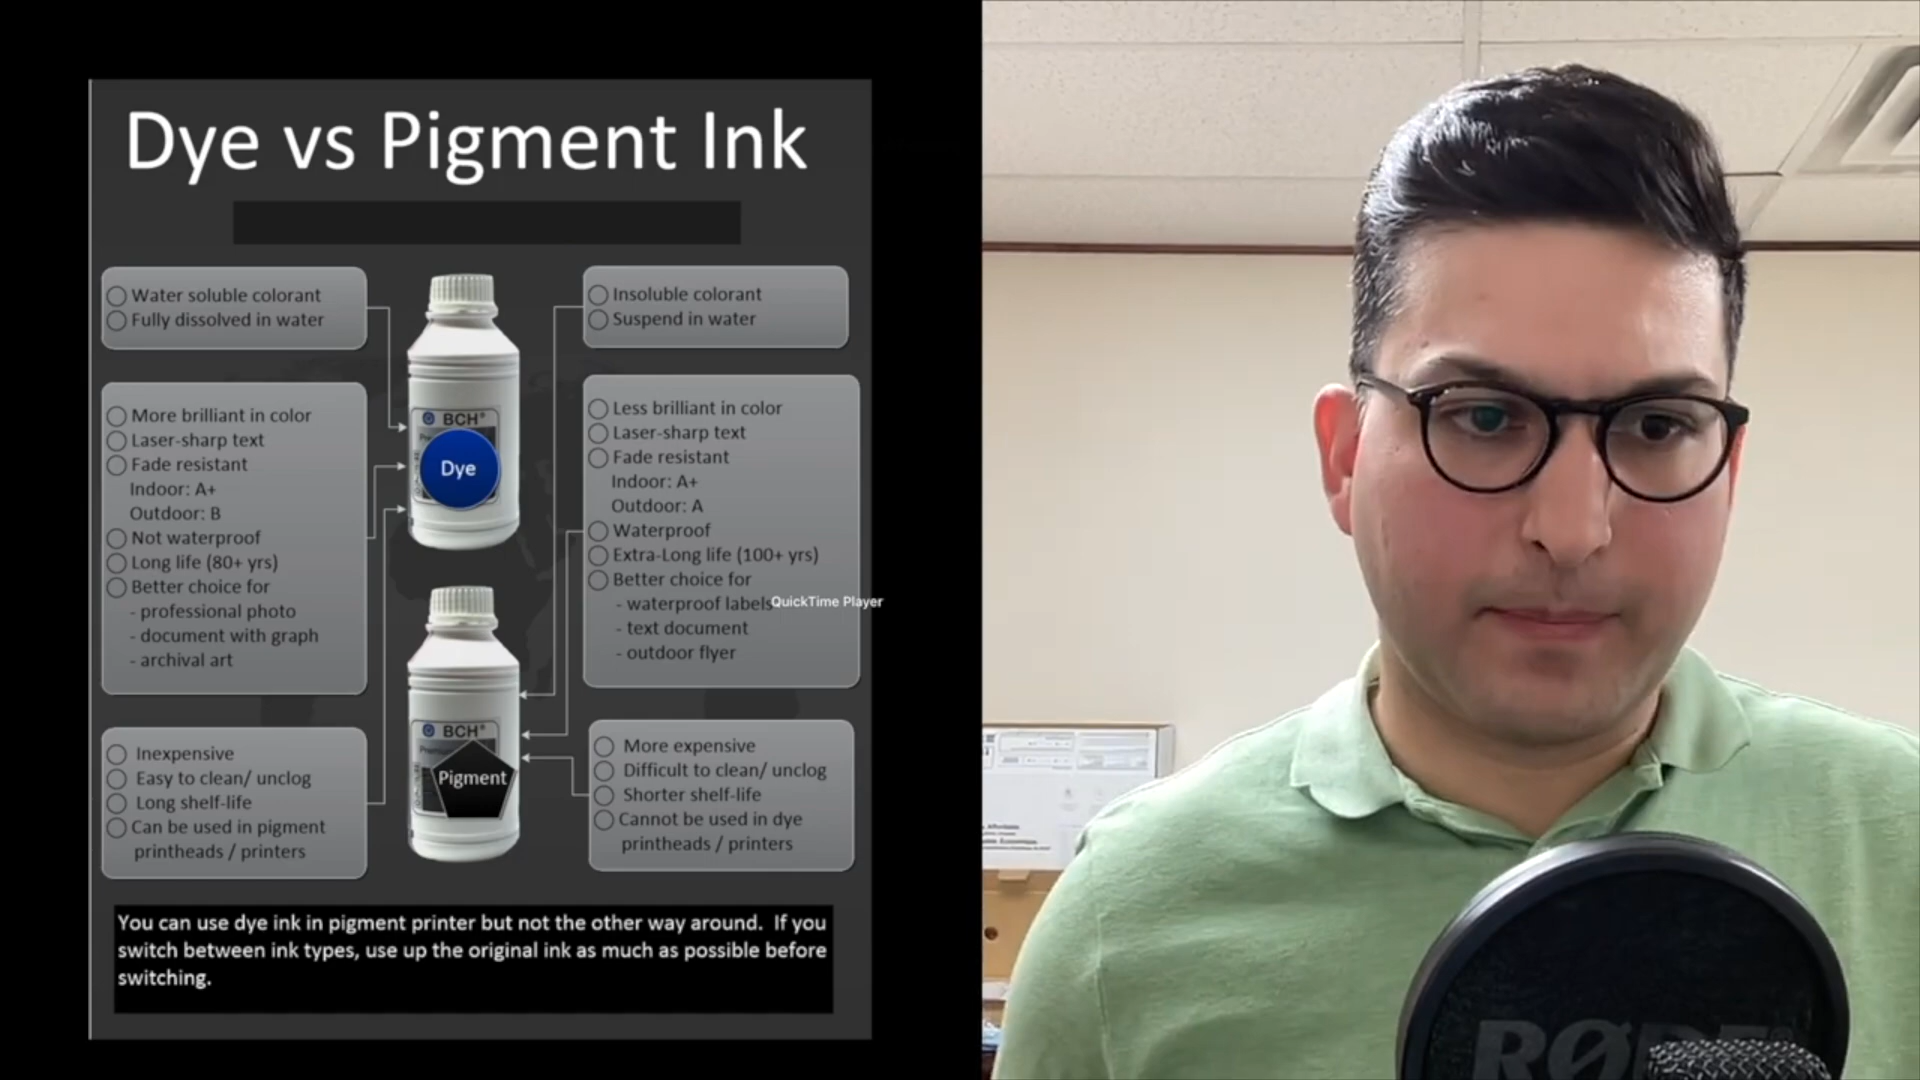 Dye vs Pigment Ink
Water soluble colorant
Fully dissolved in water
More brilliant in color
Laser-sharp text
Fade resistant
Indoor: A+
Outdoor: B
Not waterproof
Long life (80+ yrs)
Better choice for
- professional photo
- document with graph
- archival art
Inexpensive
Easy to clean/ unclog
Long shelf-life
Can be used in pigment
printheads / printers
BCH®
Dye
BCH®
Pigment
Insoluble colorant
Suspend in water
Less brilliant in color
Laser-sharp text
Fade resistant
Indoor: A+
Outdoor: A
Waterproof
Extra-Long life (100+ yrs)
Better choice for
- waterproof labels
QuickTime Player
- text document
- outdoor flyer
More expensive
Difficult to clean/ unclog
Shorter shelf-life
Cannot be used in dye
printheads / printers
You can use dye ink in pigment printer but not the other way around. If you
switch between ink types, use up the original ink as much as possible before
switching.
RØDE